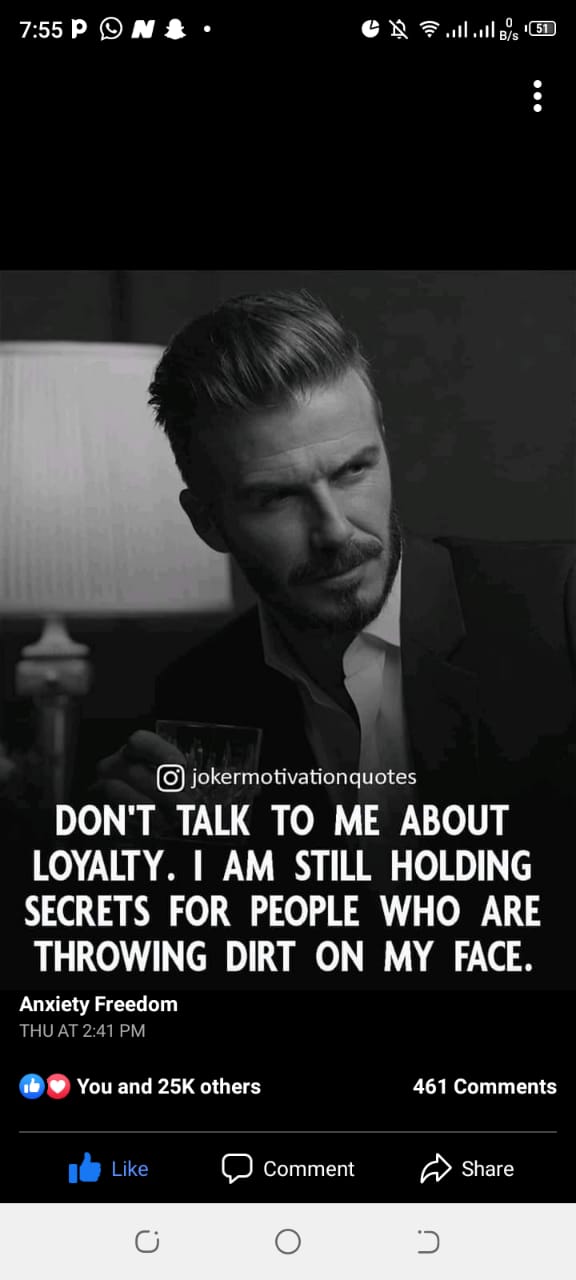 7:55
0
B/s
51
jokermotivationquotes
DON'T TALK TO ME ABOUT
LOYALTY. I AM STILL HOLDING
SECRETS FOR PEOPLE WHO ARE
THROWING DIRT ON MY FACE.
Anxiety Freedom
THU AT 2:41 PM
You and 25K others 461 Comments
Like Comment Share